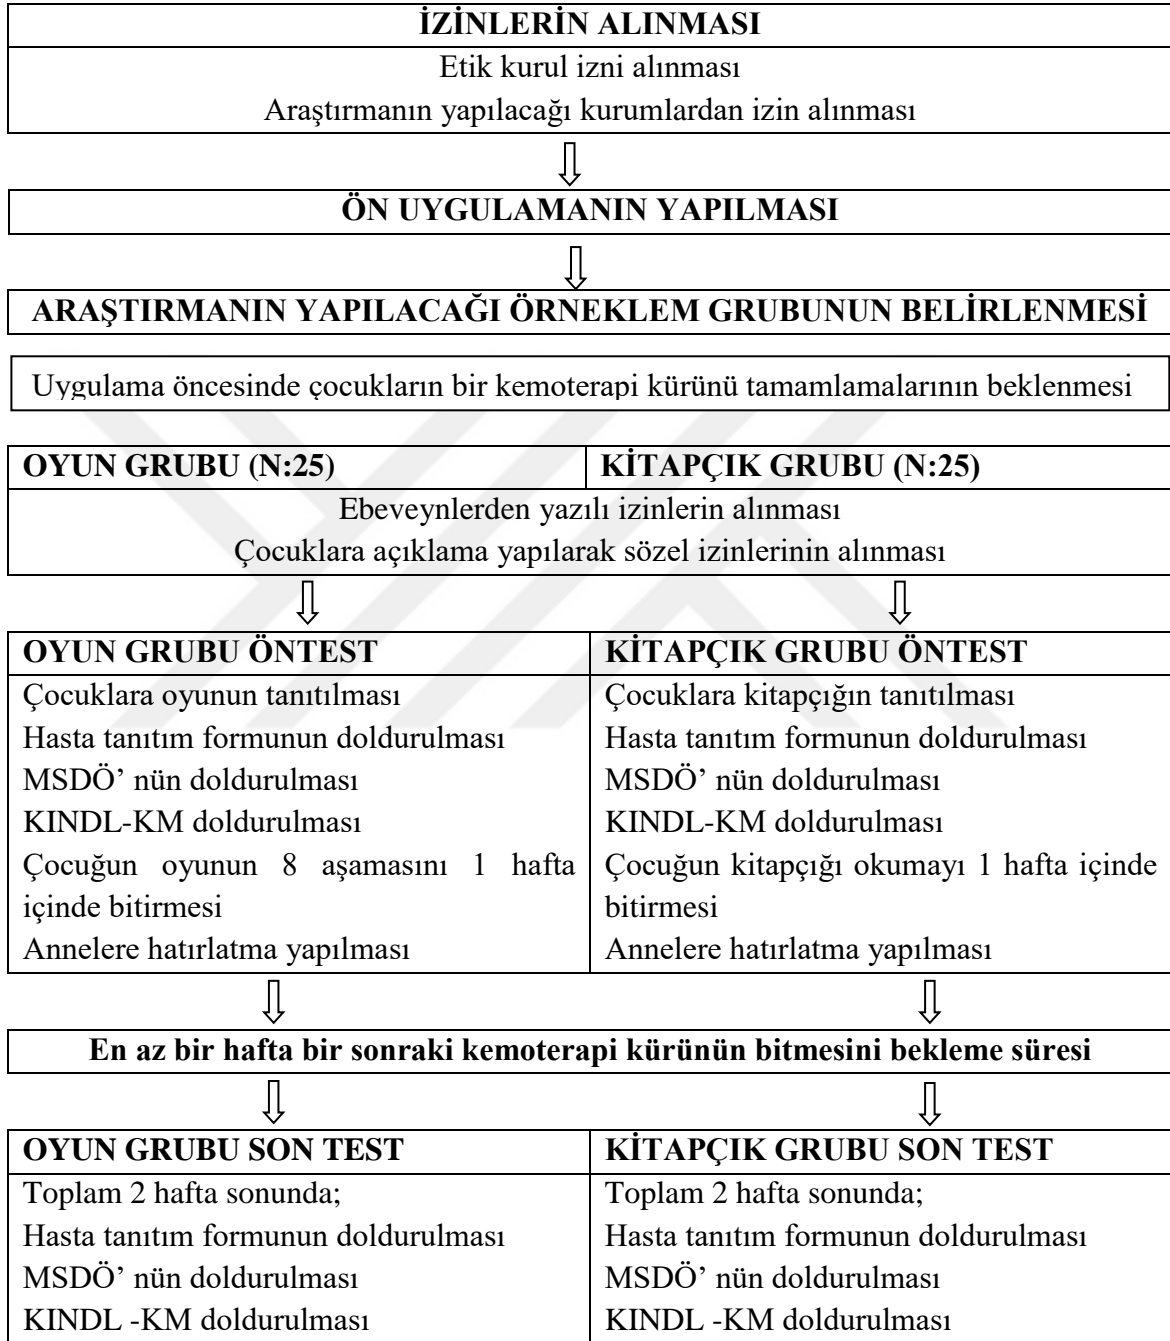 İZİNLERİN ALINMASI
Etik kurul izni alınması
Araştırmanın yapılacağı kurumlardan izin alınması
ÖN UYGULAMANIN YAPILMASI
ARAŞTIRMANIN YAPILACAĞI ÖRNEKLEM GRUBUNUN BELİRLENMESİ
Uygulama öncesinde çocukların bir kemoterapi kürünü tamamlamalarının beklenmesi
OYUN GRUBU (N:25)
KİTAPÇIK GRUBU (N:25)
Ebeveynlerden yazılı izinlerin alınması
Çocuklara açıklama yapılarak sözel izinlerinin alınması
OYUN GRUBU ÖNTEST
Çocuklara oyunun tanıtılması
Hasta tanıtım formunun doldurulması
MSDÖ’ nün doldurulması
KINDL-KM doldurulması
Çocuğun oyunun 8 aşamasını 1 hafta
içinde bitirmesi
Annelere hatırlatma yapılması
KİTAPÇIK GRUBU ÖNTEST
Çocuklara kitapçığın tanıtılması
Hasta tanıtım formunun doldurulması
MSDÖ’ nün doldurulması
KINDL-KM doldurulması
Çocuğun kitapçığı okumayı 1 hafta içinde
bitirmesi
Annelere hatırlatma yapılması
En az bir hafta bir sonraki kemoterapi kürünün bitmesini bekleme süresi
OYUN GRUBU SON TEST
Toplam 2 hafta sonunda;
Hasta tanıtım formunun doldurulması
MSDÖ’ nün doldurulması
KINDL -KM doldurulması
KİTAPÇIK GRUBU SON TEST
Toplam 2 hafta sonunda;
Hasta tanıtım formunun doldurulması
MSDÖ’ nün doldurulması
KINDL -KM doldurulması